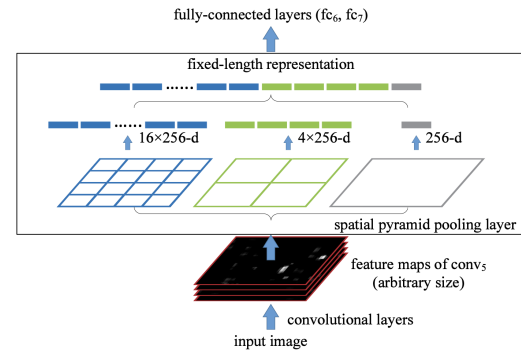 fully-connected layers (fc6, fc7)
fixed-length representation
16×256-d
4×256-d
256-d
spatial pyramid pooling layer
feature maps of conv5
(arbitrary size)
convolutional layers
input image